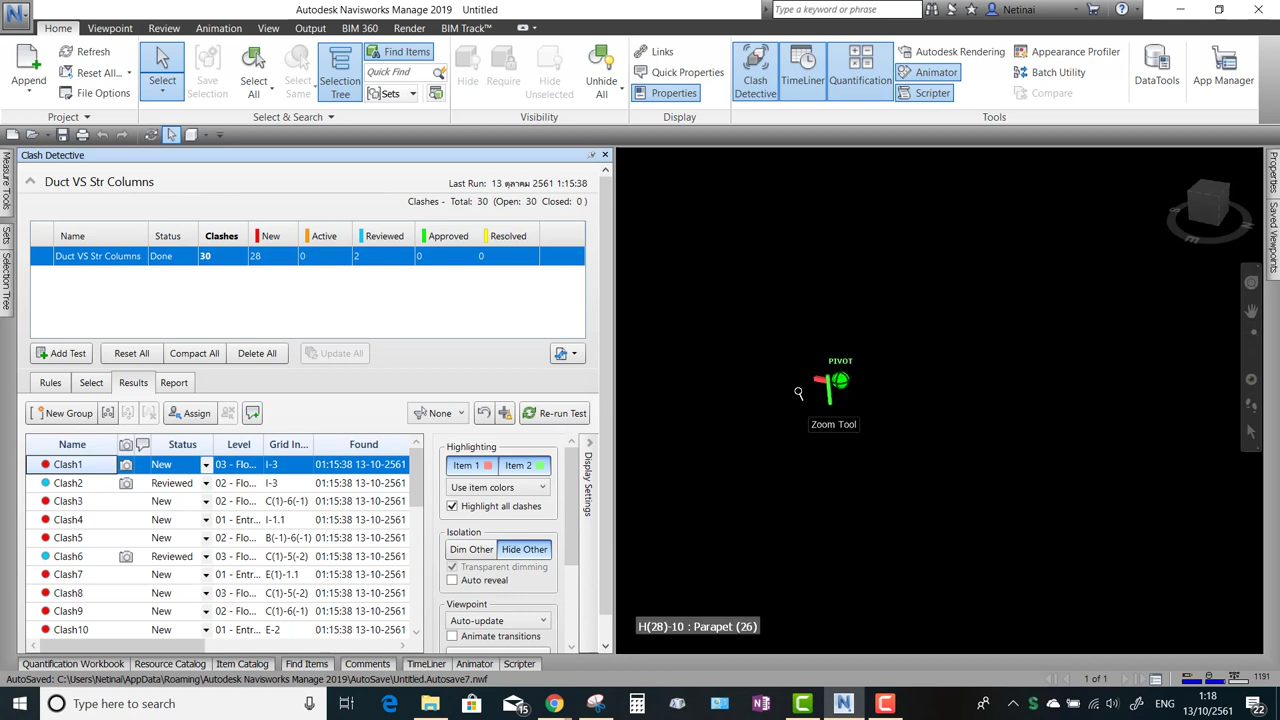 Autodesk Navisworks Manage 2019 Untitled
Type a keyword or phrase
Netinai
Home Viewpoint Review Animation View Output BIM 360 Render BIM Track™
Append
Refresh
Reset All...
File Options
Select
Save Selection
Select All
Select Same
Selection Tree
Find Items
Quick Find
Sets
Hide
Require
Hide Unselected
Unhide All
Links
Quick Properties
Properties
Clash Detective
TimeLiner
Quantification
Autodesk Rendering
Animator
Scripter
Appearance Profiler
Batch Utility
Compare
DataTools
App Manager
Project Select & Search Visibility Display Tools
Measure Tools
Sets
Selection Tree
Clash Detective
Duct VS Str Columns
Last Run: 13 ตุลาคม 2561 1:15:38
Clashes - Total: 30 (Open: 30 Closed: 0 )
Name Status Clashes New Active Reviewed Approved Resolved
Duct VS Str Columns Done 30 28 0 2 0 0
Add Test Reset All Compact All Delete All Update All
Rules Select Results Report
New Group Assign None Re-run Test
Name Status Level Grid In... Found
Clash1 New 03 - Flo... I-3 01:15:38 13-10-2561
Clash2 Reviewed 02 - Flo... I-3 01:15:38 13-10-2561
Clash3 New 02 - Flo... C(1)-6(-1) 01:15:38 13-10-2561
Clash4 New 01 - Entr... I-1.1 01:15:38 13-10-2561
Clash5 New 02 - Flo... B(-1)-6(-1) 01:15:38 13-10-2561
Clash6 Reviewed 03 - Flo... C(1)-5(-2) 01:15:38 13-10-2561
Clash7 New 01 - Entr... E(1)-1.1 01:15:38 13-10-2561
Clash8 New 03 - Flo... C(1)-5(-2) 01:15:38 13-10-2561
Clash9 New 02 - Flo... C(1)-6(-1) 01:15:38 13-10-2561
Clash10 New 01 - Entr... E-2 01:15:38 13-10-2561
Highlighting
Item 1 Item 2
Use item colors
Highlight all clashes
Isolation
Dim Other Hide Other
Transparent dimming
Auto reveal
Viewpoint
Auto-update
Animate transitions
Display Settings
PIVOT
Zoom Tool
H(28)-10 : Parapet (26)
Properties
Saved Viewpoints
Quantification Workbook Resource Catalog Item Catalog Find Items Comments TimeLiner Animator Scripter
AutoSaved: C:\Users\Netinai\AppData\Roaming\Autodesk Navisworks Manage 2019\AutoSave\Untitled.Autosave7.nwf
1 of 1
1191
Type here to search
15
ENG
1:18
13/10/2561
22